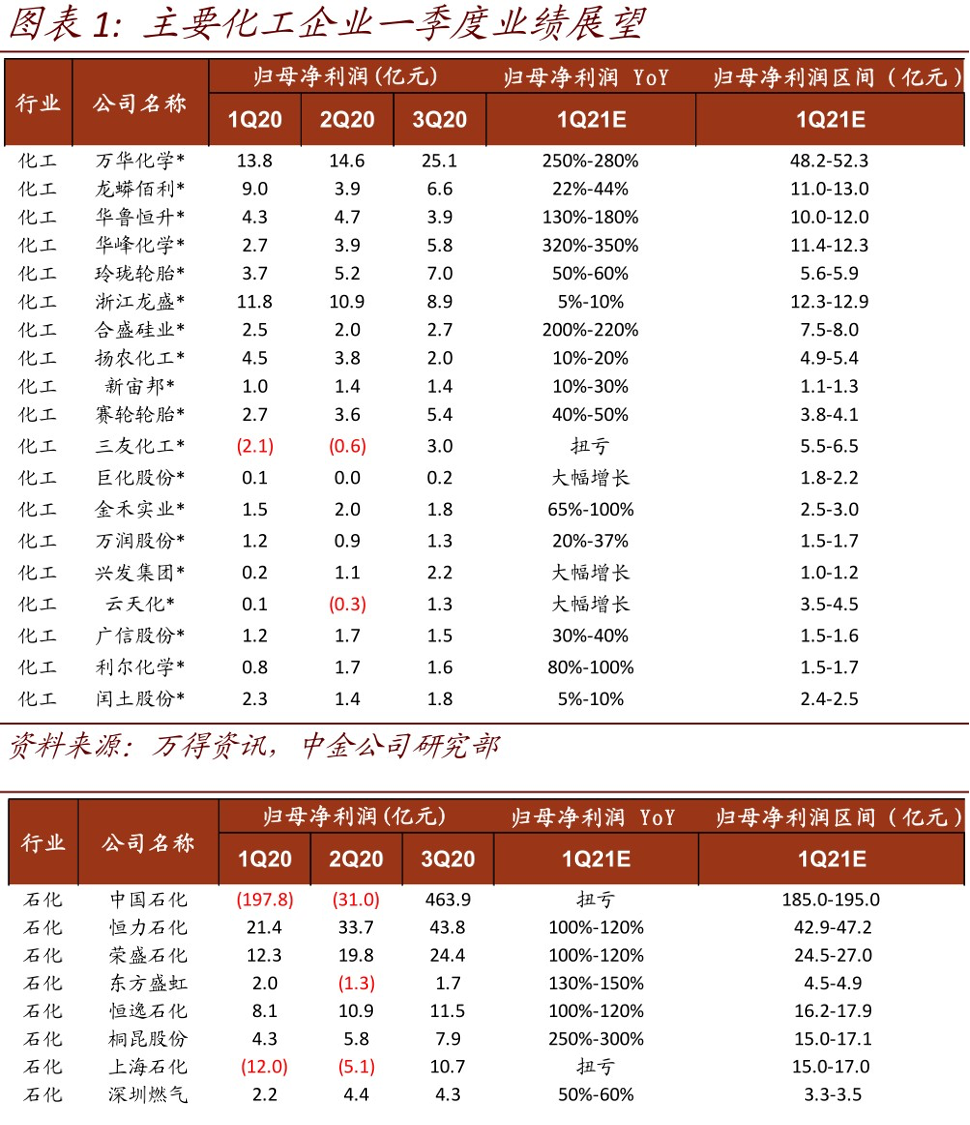 图表 1: 主要化工企业一季度业绩展望
行业 公司名称 归母净利润(亿元) 归母净利润 YoY 归母净利润区间（亿元）
1Q20 2Q20 3Q20 1Q21E 1Q21E
化工 万华化学* 13.8 14.6 25.1 250%-280% 48.2-52.3
化工 龙蟒佰利* 9.0 3.9 6.6 22%-44% 11.0-13.0
化工 华鲁恒升* 4.3 4.7 3.9 130%-180% 10.0-12.0
化工 华峰化学* 2.7 3.9 5.8 320%-350% 11.4-12.3
化工 玲珑轮胎* 3.7 5.2 7.0 50%-60% 5.6-5.9
化工 浙江龙盛* 11.8 10.9 8.9 5%-10% 12.3-12.9
化工 合盛硅业* 2.5 2.0 2.7 200%-220% 7.5-8.0
化工 扬农化工* 4.5 3.8 2.0 10%-20% 4.9-5.4
化工 新宙邦* 1.0 1.4 1.4 10%-30% 1.1-1.3
化工 赛轮轮胎* 2.7 3.6 5.4 40%-50% 3.8-4.1
化工 三友化工* (2.1) (0.6) 3.0 扭亏 5.5-6.5
化工 巨化股份* 0.1 0.0 0.2 大幅增长 1.8-2.2
化工 金禾实业* 1.5 2.0 1.8 65%-100% 2.5-3.0
化工 万润股份* 1.2 0.9 1.3 20%-37% 1.5-1.7
化工 兴发集团* 0.2 1.1 2.2 大幅增长 1.0-1.2
化工 云天化* 0.1 (0.3) 1.3 大幅增长 3.5-4.5
化工 广信股份* 1.2 1.7 1.5 30%-40% 1.5-1.6
化工 利尔化学* 0.8 1.7 1.6 80%-100% 1.5-1.7
化工 闰土股份* 2.3 1.4 1.8 5%-10% 2.4-2.5
资料来源：万得资讯，中金公司研究部
行业 公司名称 归母净利润(亿元) 归母净利润 YoY 归母净利润区间（亿元）
1Q20 2Q20 3Q20 1Q21E 1Q21E
石化 中国石化 (197.8) (31.0) 463.9 扭亏 185.0-195.0
石化 恒力石化 21.4 33.7 43.8 100%-120% 42.9-47.2
石化 荣盛石化 12.3 19.8 24.4 100%-120% 24.5-27.0
石化 东方盛虹 2.0 (1.3) 1.7 130%-150% 4.5-4.9
石化 恒逸石化 8.1 10.9 11.5 100%-120% 16.2-17.9
石化 桐昆股份 4.3 5.8 7.9 250%-300% 15.0-17.1
石化 上海石化 (12.0) (5.1) 10.7 扭亏 15.0-17.0
石化 深圳燃气 2.2 4.4 4.3 50%-60% 3.3-3.5